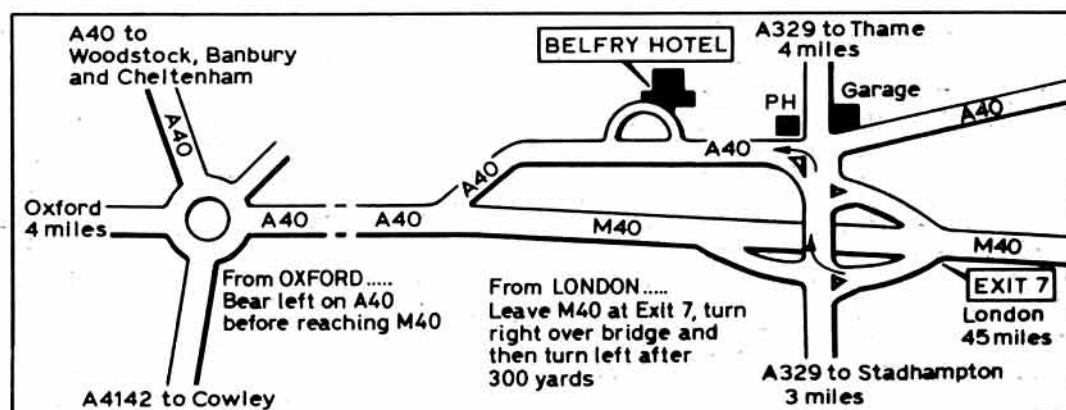 A40 to
Woodstock, Banbury
and Cheltenham
BELFRY HOTEL
A329 to Thame
4 miles
PH
Garage
A40
A40
A40
A40
Oxford
4 miles
A40
A40
M40
M40
From OXFORD.....
Bear left on A40
before reaching M40
From LONDON.....
Leave M40 at Exit 7, turn
right over bridge and
then turn left after
300 yards
EXIT 7
London
45 miles
A4142 to Cowley
A329 to Stadhampton
3 miles